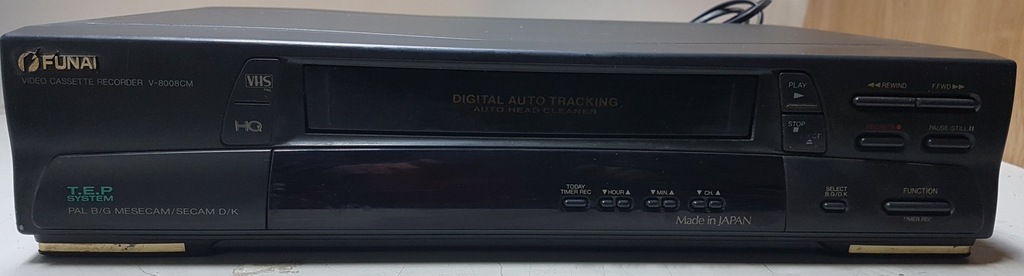 FUNAI
VIDEO CASSETTE RECORDER V-8008CM
VHS
HQ
DIGITAL AUTO TRACKING
AUTO HEAD CLEANER
PLAY
STOP
◀◀ REWIND F.FWD ▶▶
PAUSE-STILL
T.E.P
SYSTEM
PAL B/G MESECAM/SECAM D/K
TODAY
TIMER REC
▼ HOUR ▲ ▼ MIN. ▲ ▼ CH. ▲
Made in JAPAN
SELECT
B.G/D.K
FUNCTION
TIMER REC